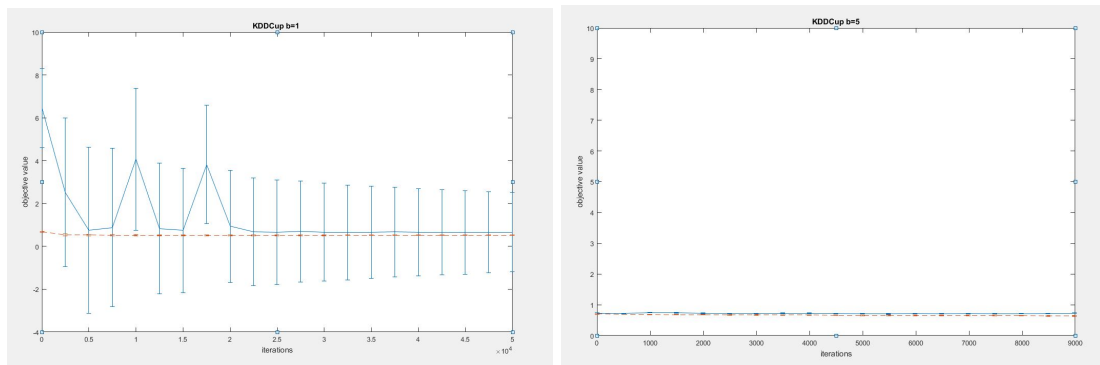 KDDCup b=1
10
8
6
4
2
0
-2
-4
objective value
0 0.5 1 1.5 2 2.5 3 3.5 4 4.5 5
× 10⁴
iterations
KDDCup b=5
10
9
8
7
6
5
4
3
2
1
0
objective value
0 1000 2000 3000 4000 5000 6000 7000 8000 9000
iterations